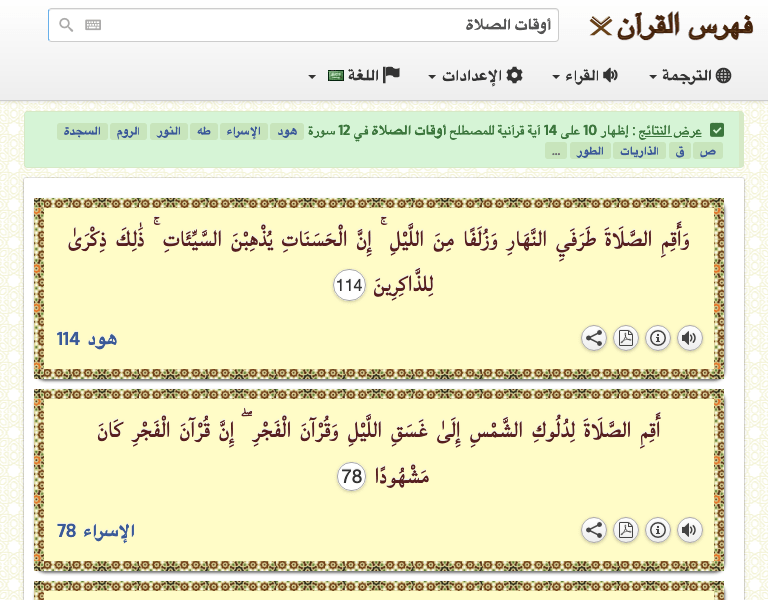 فهرس القرآن
أوقات الصلاة
الترجمة القراء الإعدادات اللغة
عرض النتائج : إظهار 10 على 14 آية قرآنية للمصطلح أوقات الصلاة في 12 سورة هود الإسراء طه النور الروم السجدة
ص ق الذاريات الطور ...
وَأَقِمِ الصَّلَاةَ طَرَفَيِ النَّهَارِ وَزُلَفًا مِنَ اللَّيْلِ ۚ إِنَّ الْحَسَنَاتِ يُذْهِبْنَ السَّيِّئَاتِ ۚ ذَٰلِكَ ذِكْرَىٰ
لِلذَّاكِرِينَ 114
هود 114
أَقِمِ الصَّلَاةَ لِدُلُوكِ الشَّمْسِ إِلَىٰ غَسَقِ اللَّيْلِ وَقُرْآنَ الْفَجْرِ ۖ إِنَّ قُرْآنَ الْفَجْرِ كَانَ
مَشْهُودًا 78
الإسراء 78